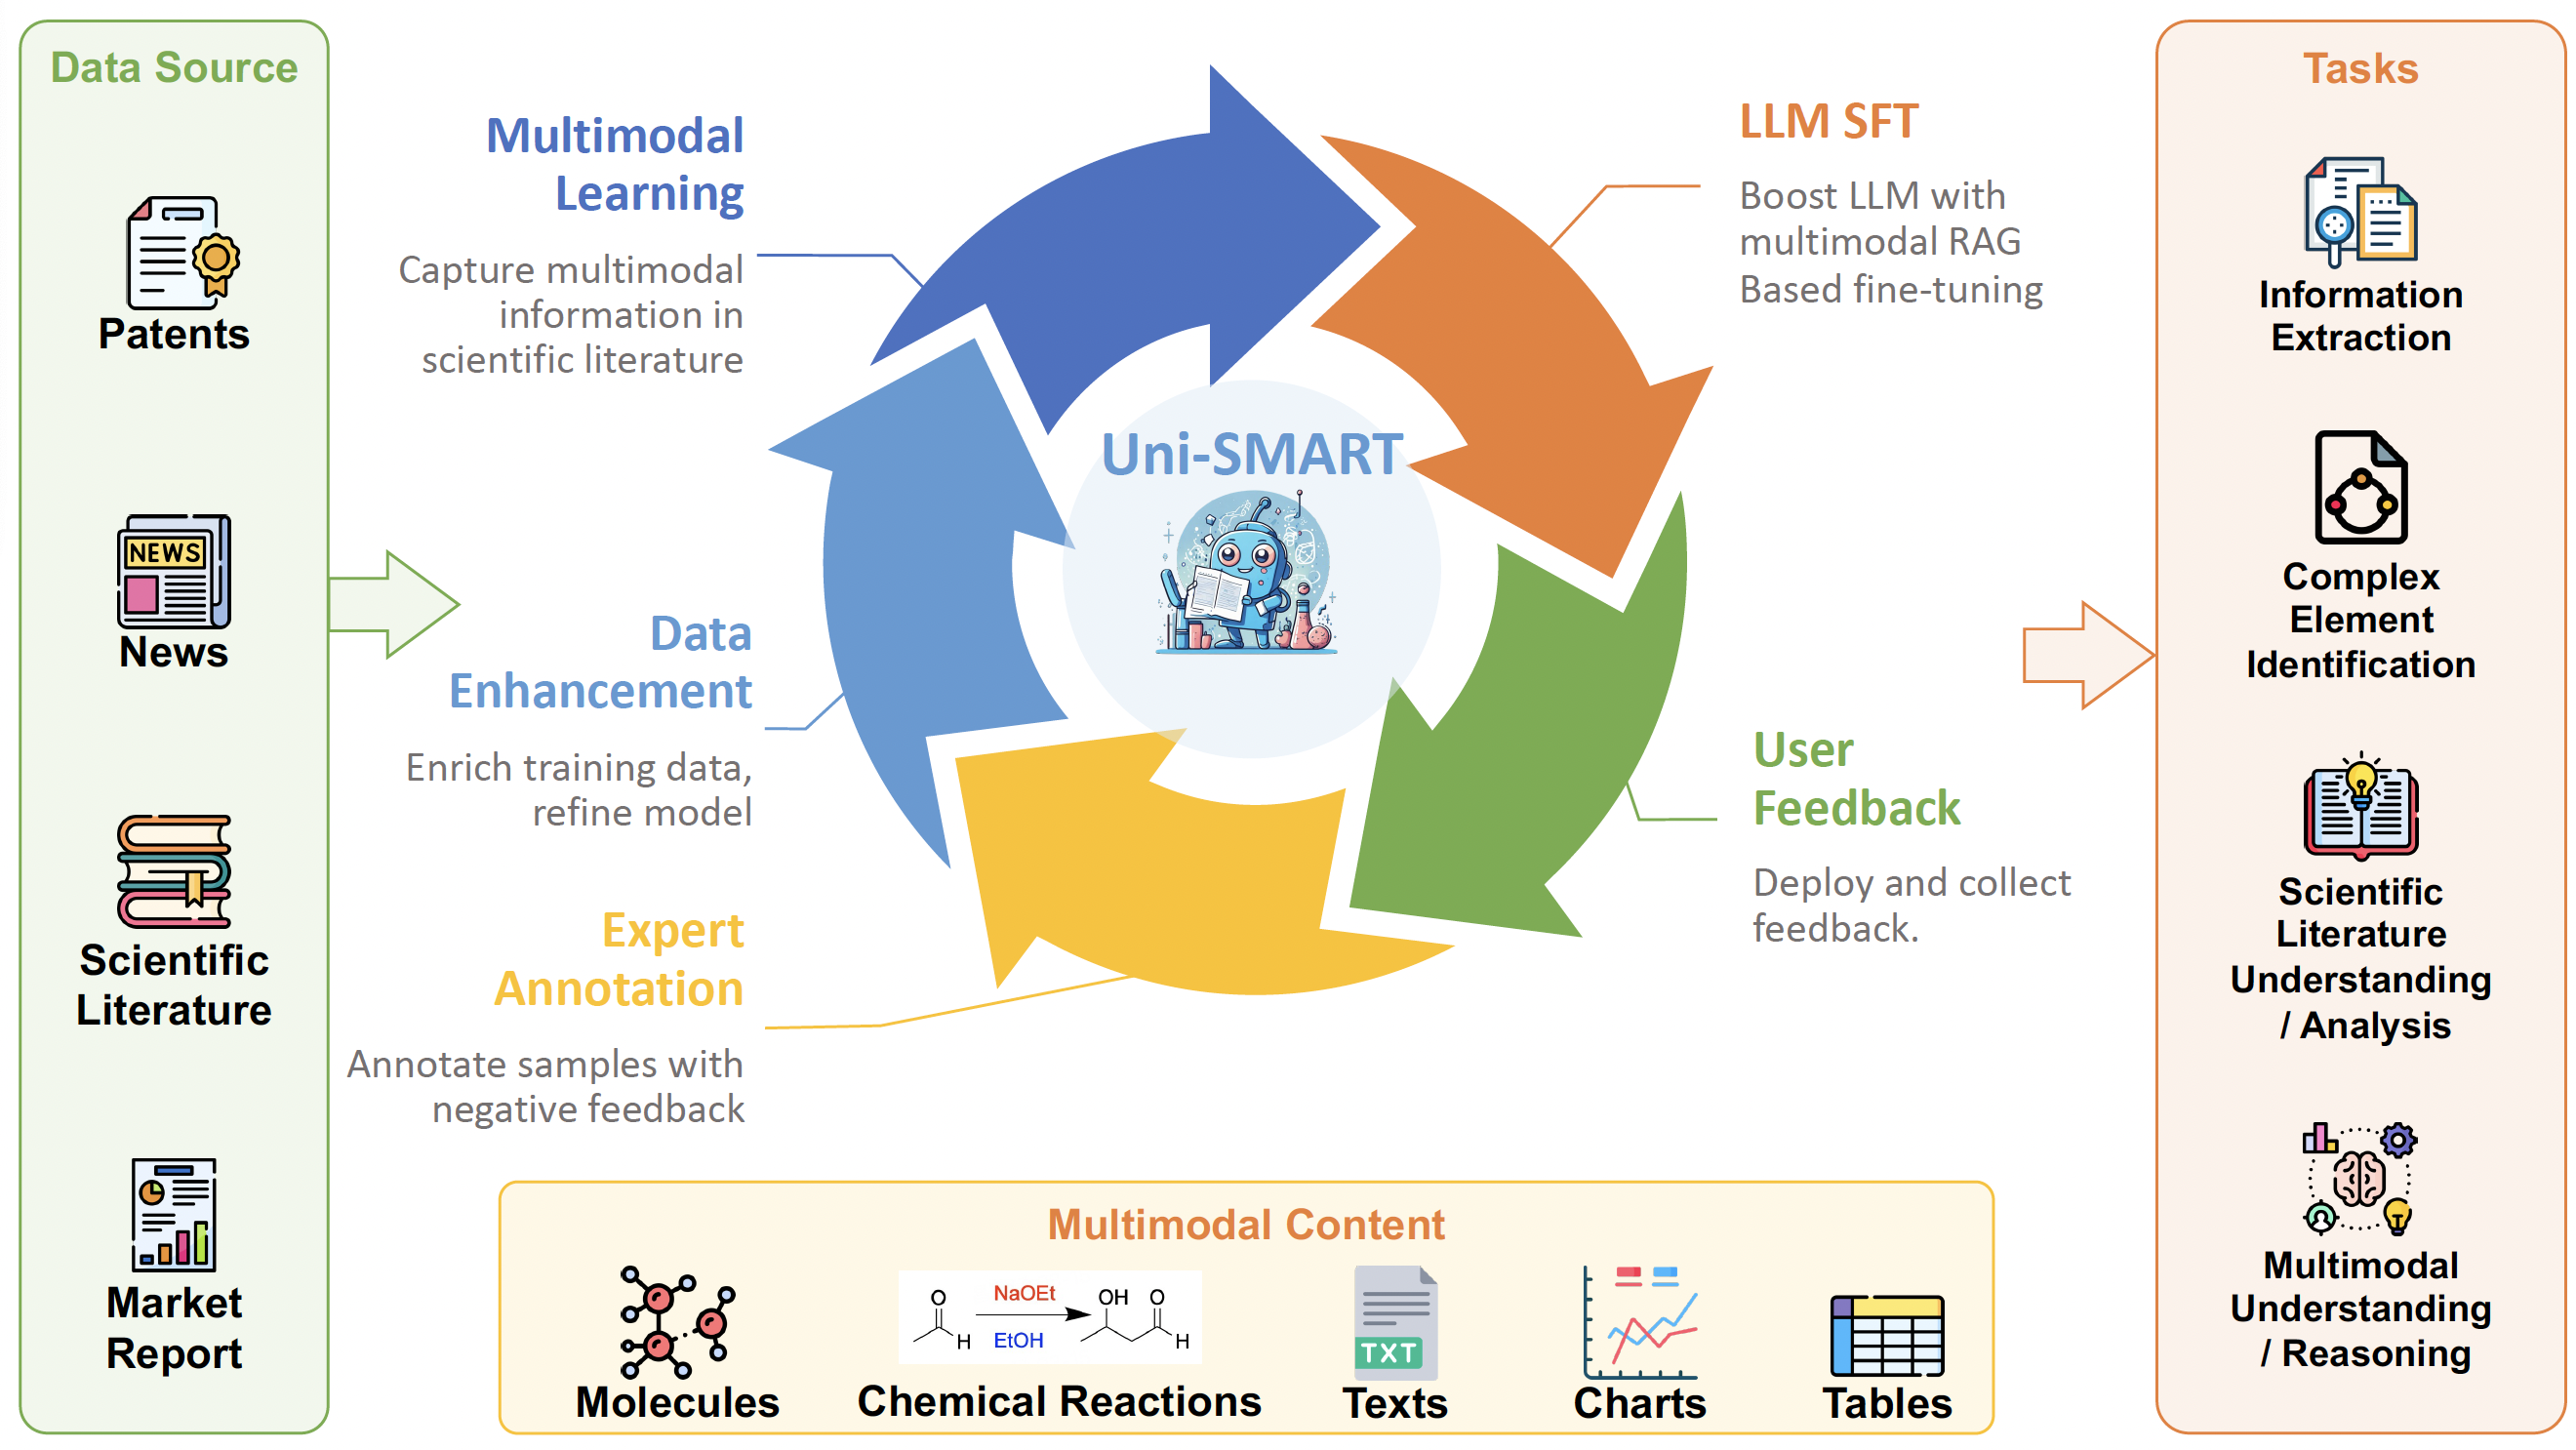 Data Source
Patents
NEWS
News
Scientific
Literature
Market
Report
Multimodal
Learning
Capture multimodal
information in
scientific literature
Data
Enhancement
Enrich training data,
refine model
Expert
Annotation
Annotate samples with
negative feedback
Uni-SMART
LLM SFT
Boost LLM with
multimodal RAG
Based fine-tuning
User
Feedback
Deploy and collect
feedback.
Multimodal Content
Molecules
O
H
NaOEt
EtOH
OH
O
H
Chemical Reactions
TXT
Texts
Charts
Tables
Tasks
Information
Extraction
Complex
Element
Identification
Scientific
Literature
Understanding
/ Analysis
Multimodal
Understanding
/ Reasoning